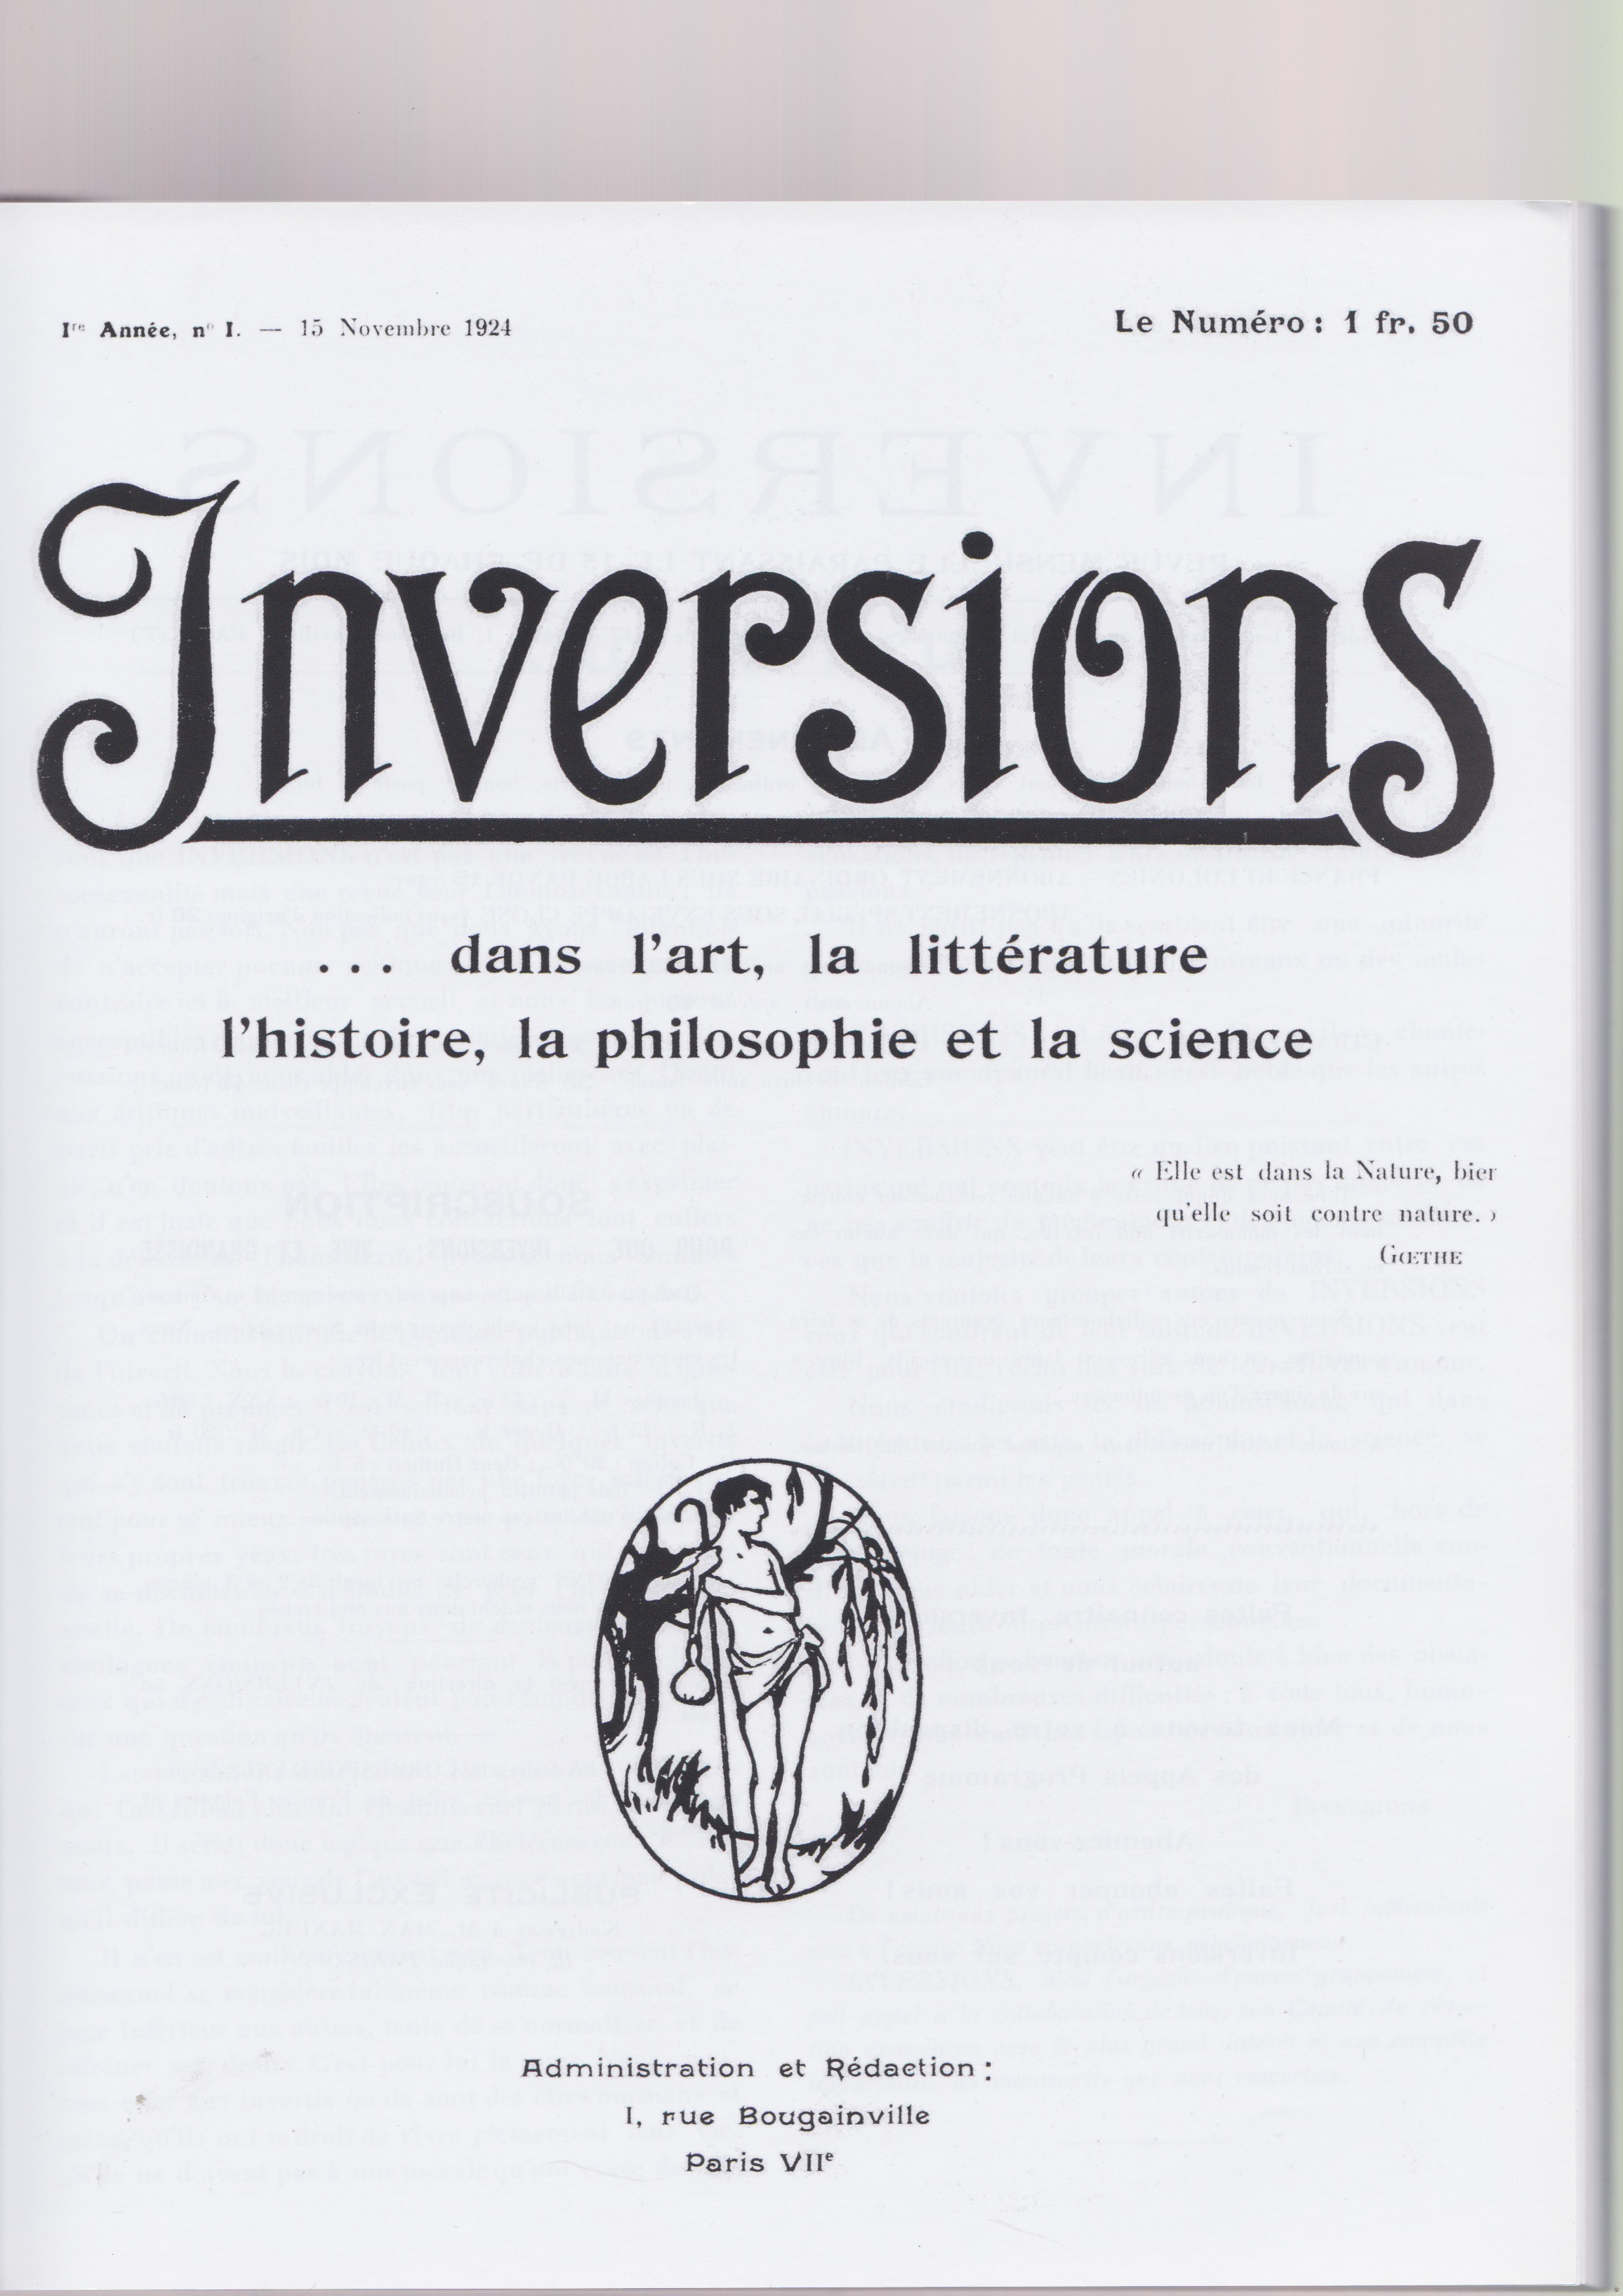 Iʳᵉ Année, nº I. — 15 Novembre 1924
Le Numéro : 1 fr. 50
Inversions
... dans l'art, la littérature
l'histoire, la philosophie et la science
« Elle est dans la Nature, bier
qu'elle soit contre nature. ›
GŒTHE
Administration et Rédaction :
I, rue Bougainville
Paris VIIᵉ